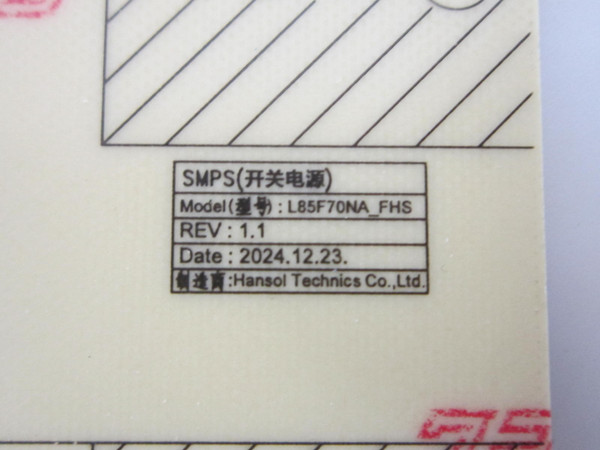 SMPS(开关电源)
Model(型号) : L85F70NA_FHS
REV : 1.1
Date : 2024.12.23.
制造商:Hansol Technics Co.,Ltd.